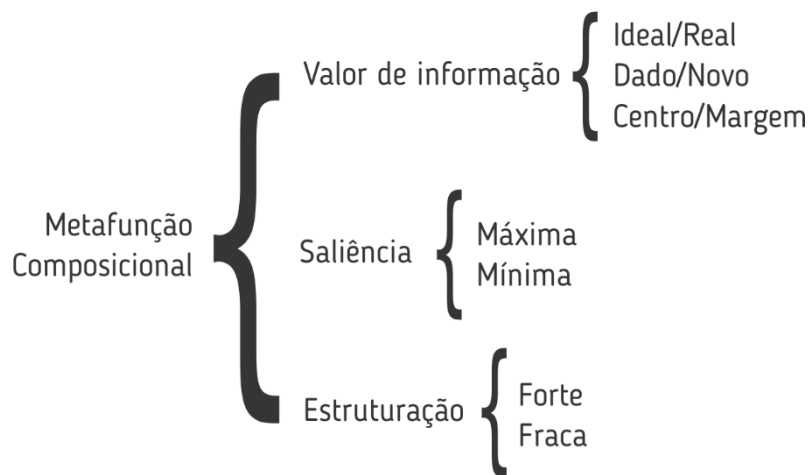 Metafunção
Composicional
Valor de informação
Ideal/Real
Dado/Novo
Centro/Margem
Saliência
Máxima
Mínima
Estruturação
Forte
Fraca